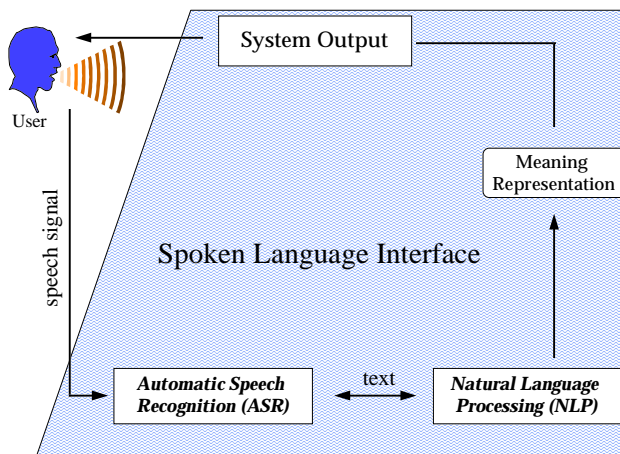 System Output
User
Meaning
Representation
speech signal
Spoken Language Interface
Automatic Speech
Recognition (ASR)
text
Natural Language
Processing (NLP)